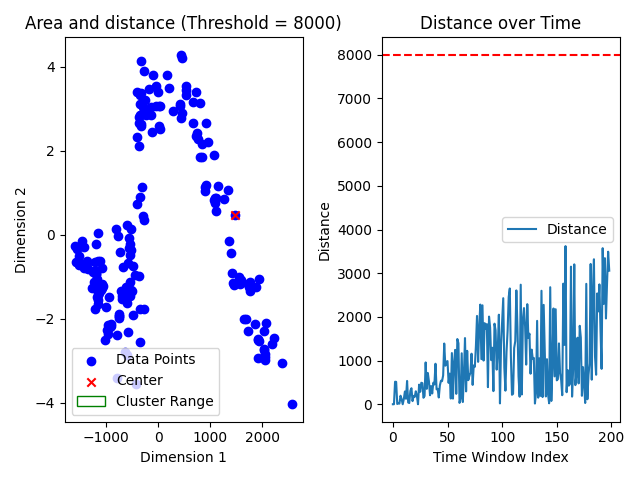 Area and distance (Threshold = 8000)
4
2
0
−2
−4
Dimension 2
Data Points
Center
Cluster Range
−1000
0
1000
2000
Dimension 1
Distance over Time
8000
7000
6000
5000
4000
3000
2000
1000
0
Distance
Distance
0
50
100
150
200
Time Window Index